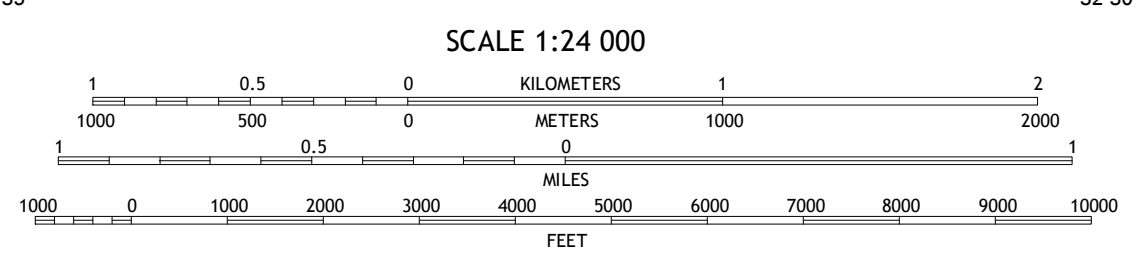 SCALE 1:24 000
1 0.5 0 KILOMETERS 1 2
1000 500 0 METERS 1000 2000
1 0.5 0 1
MILES
1000 0 1000 2000 3000 4000 5000 6000 7000 8000 9000 10000
FEET